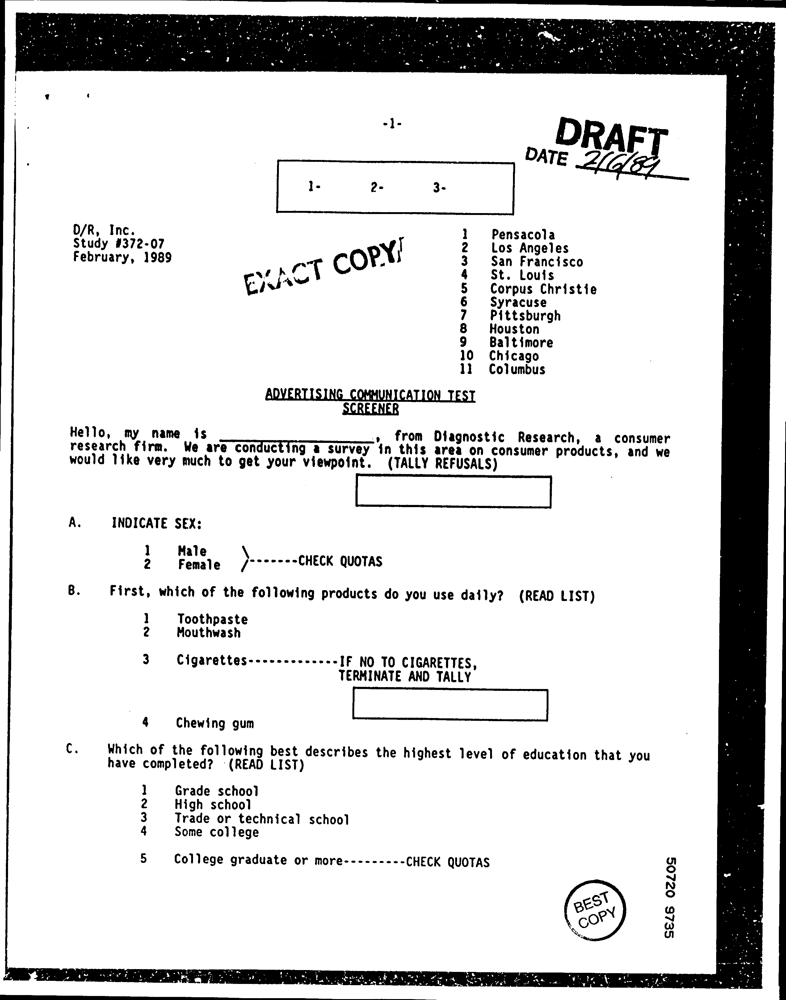 -1-
DRAFT
DATE 2/6/89
1- 2- 3-
D/R, Inc.
Study #372-07
February, 1989
EXACT COPY
1 Pensacola
2 Los Angeles
3 San Francisco
4 St. Louis
5 Corpus Christie
6 Syracuse
7 Pittsburgh
8 Houston
9 Baltimore
10 Chicago
11 Columbus
ADVERTISING COMMUNICATION TEST
SCREENER
Hello, my name is ____________________, from Diagnostic Research, a consumer
research firm. We are conducting a survey in this area on consumer products, and we
would like very much to get your viewpoint. (TALLY REFUSALS)
A. INDICATE SEX:
1 Male
2 Female -------CHECK QUOTAS
B. First, which of the following products do you use daily? (READ LIST)
1 Toothpaste
2 Mouthwash
3 Cigarettes-------------IF NO TO CIGARETTES,
TERMINATE AND TALLY
4 Chewing gum
C. Which of the following best describes the highest level of education that you
have completed? (READ LIST)
1 Grade school
2 High school
3 Trade or technical school
4 Some college
5 College graduate or more---------CHECK QUOTAS
BEST
COPY
50720 9735